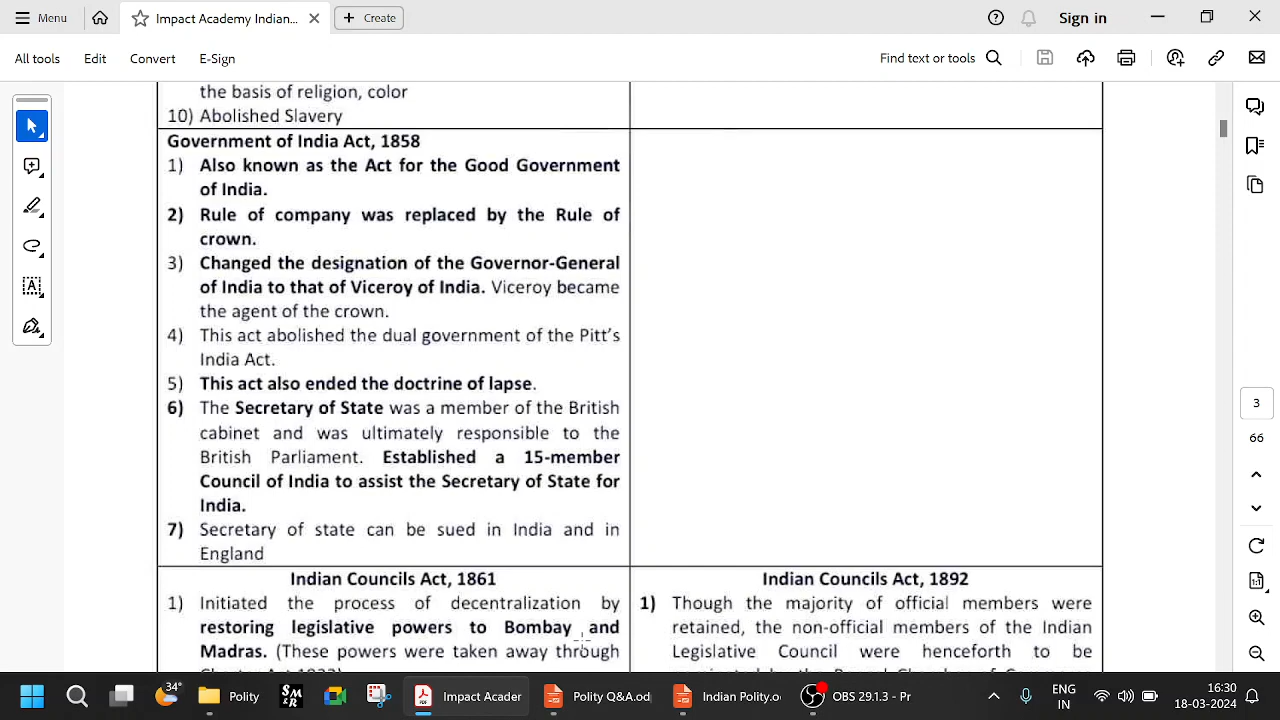 Menu
Impact Academy Indian...
Create
Sign in
All tools
Edit
Convert
E-Sign
Find text or tools
the basis of religion, color
10) Abolished Slavery
Government of India Act, 1858
1) Also known as the Act for the Good Government
of India.
2) Rule of company was replaced by the Rule of
crown.
3) Changed the designation of the Governor-General
of India to that of Viceroy of India. Viceroy became
the agent of the crown.
4) This act abolished the dual government of the Pitt's
India Act.
5) This act also ended the doctrine of lapse.
6) The Secretary of State was a member of the British
cabinet and was ultimately responsible to the
British Parliament. Established a 15-member
Council of India to assist the Secretary of State for
India.
7) Secretary of state can be sued in India and in
England
Indian Councils Act, 1861
1) Initiated the process of decentralization by
restoring legislative powers to Bombay and
Madras. (These powers were taken away through
Indian Councils Act, 1892
1) Though the majority of official members were
retained, the non-official members of the Indian
Legislative Council were henceforth to be
3
66
34°
Polity
SM&R
Impact Acader
Polity Q&A.od
Indian Polity.o
OBS 29.1.3 - Pr
ENG
IN
16:30
18-03-2024